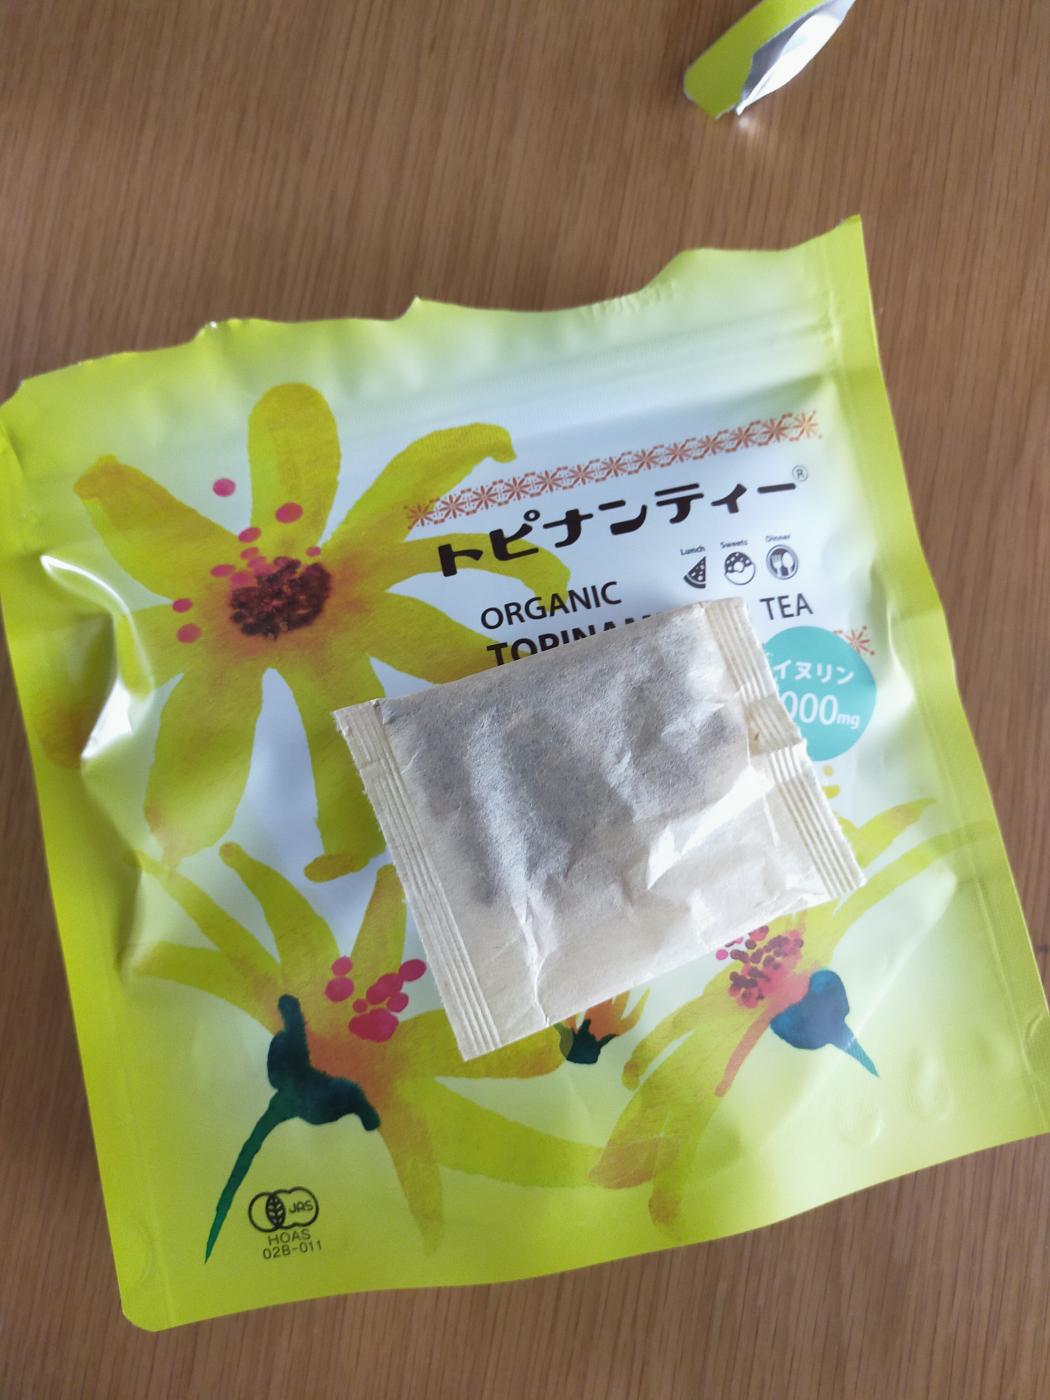 トピナンティー®
Lunch Sweets Dinner
ORGANIC
TEA
イヌリン
000mg
JAS
HOAS
02B-011